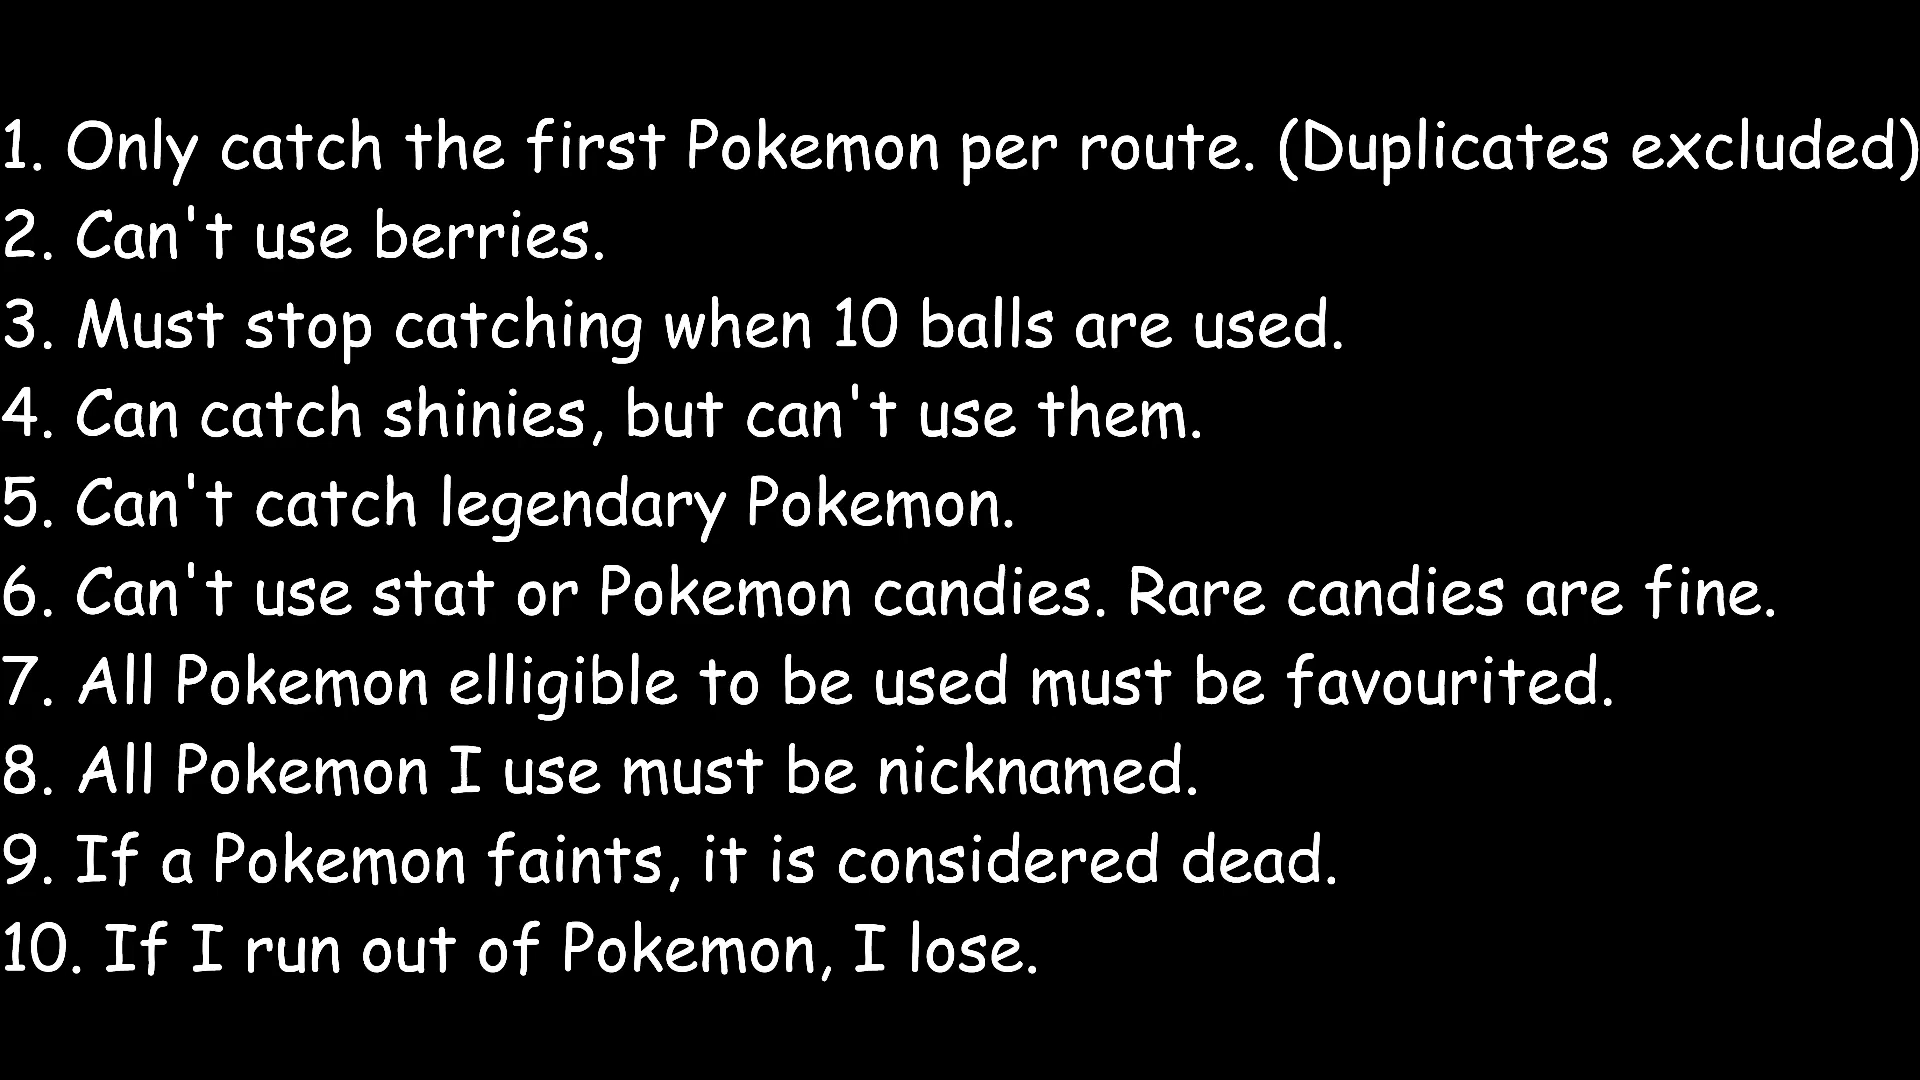 1. Only catch the first Pokemon per route. (Duplicates excluded)
2. Can't use berries.
3. Must stop catching when 10 balls are used.
4. Can catch shinies, but can't use them.
5. Can't catch legendary Pokemon.
6. Can't use stat or Pokemon candies. Rare candies are fine.
7. All Pokemon elligible to be used must be favourited.
8. All Pokemon I use must be nicknamed.
9. If a Pokemon faints, it is considered dead.
10. If I run out of Pokemon, I lose.